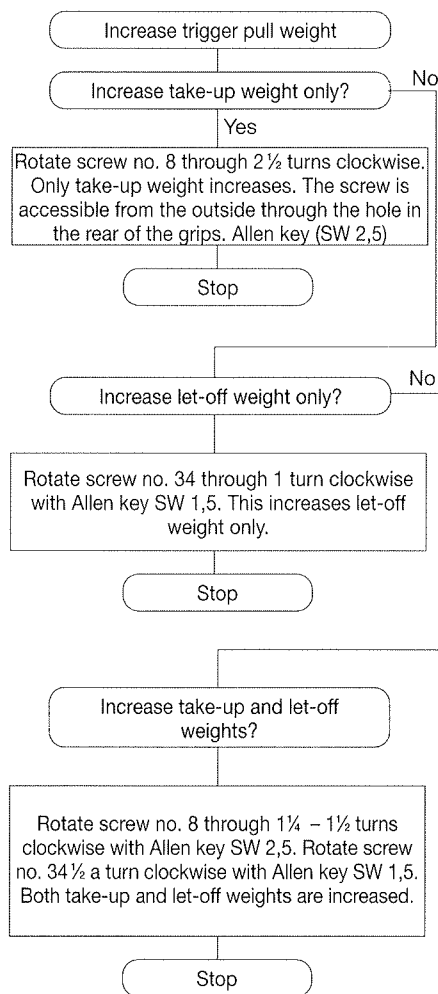 Increase trigger pull weight
Increase take-up weight only?
No
Yes
Rotate screw no. 8 through 2 ½ turns clockwise.
Only take-up weight increases. The screw is
accessible from the outside through the hole in
the rear of the grips. Allen key (SW 2,5)
Stop
Increase let-off weight only?
No
Rotate screw no. 34 through 1 turn clockwise
with Allen key SW 1,5. This increases let-off
weight only.
Stop
Increase take-up and let-off
weights?
Rotate screw no. 8 through 1¼ – 1½ turns
clockwise with Allen key SW 2,5. Rotate screw
no. 34 ½ a turn clockwise with Allen key SW 1,5.
Both take-up and let-off weights are increased.
Stop